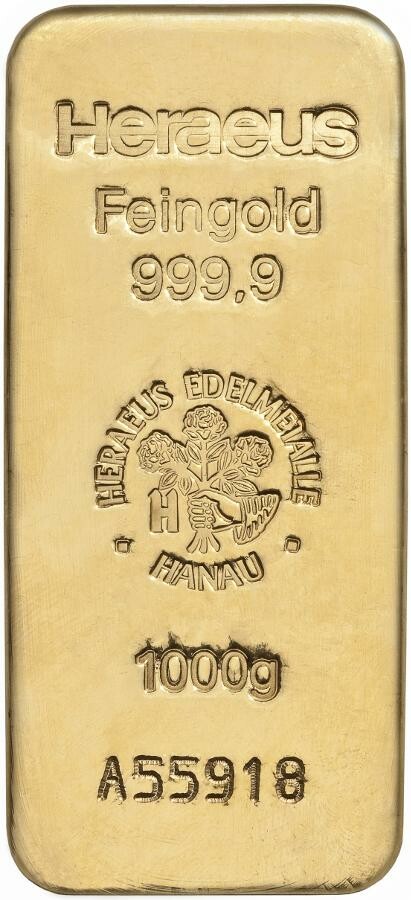 Heraeus
Feingold
999,9
HERAEUS EDELMETALLE
H
HANAU
1000g
A55918